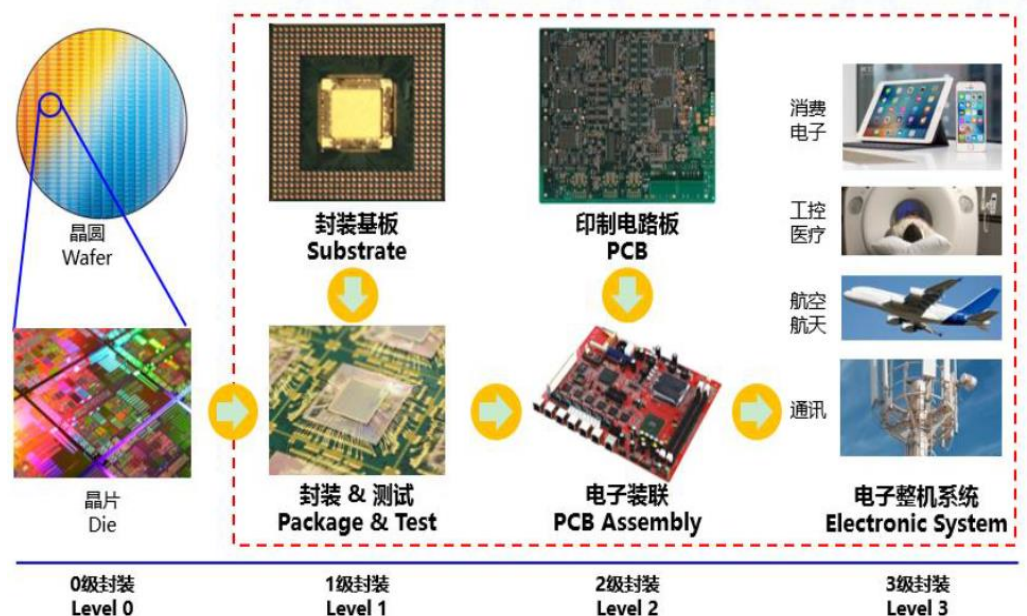 晶圆
Wafer
晶片
Die
封装基板
Substrate
封装 & 测试
Package & Test
印制电路板
PCB
电子装联
PCB Assembly
消费
电子
工控
医疗
航空
航天
通讯
电子整机系统
Electronic System
0级封装
Level 0
1级封装
Level 1
2级封装
Level 2
3级封装
Level 3